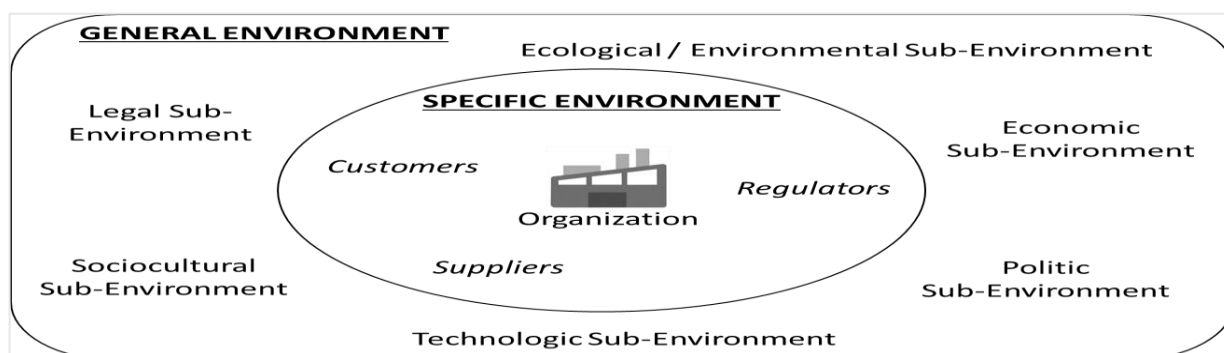 GENERAL ENVIRONMENT
Ecological / Environmental Sub-Environment
SPECIFIC ENVIRONMENT
Legal Sub-
Environment
Economic
Sub-Environment
Customers
Regulators
Organization
Suppliers
Sociocultural
Sub-Environment
Politic
Sub-Environment
Technologic Sub-Environment